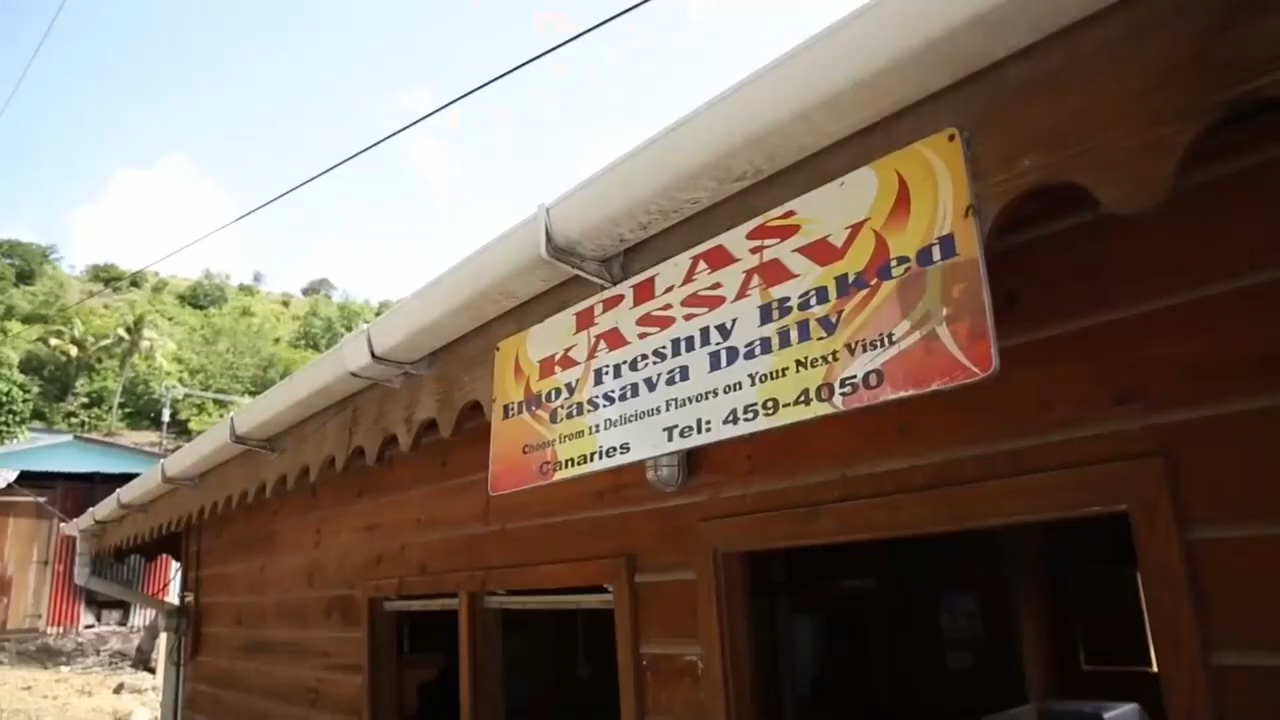 PLAS
KASSAV
Enjoy Freshly Baked
Cassava Daily
Choose from 12 Delicious Flavors on Your Next Visit
Canaries Tel: 459-4050